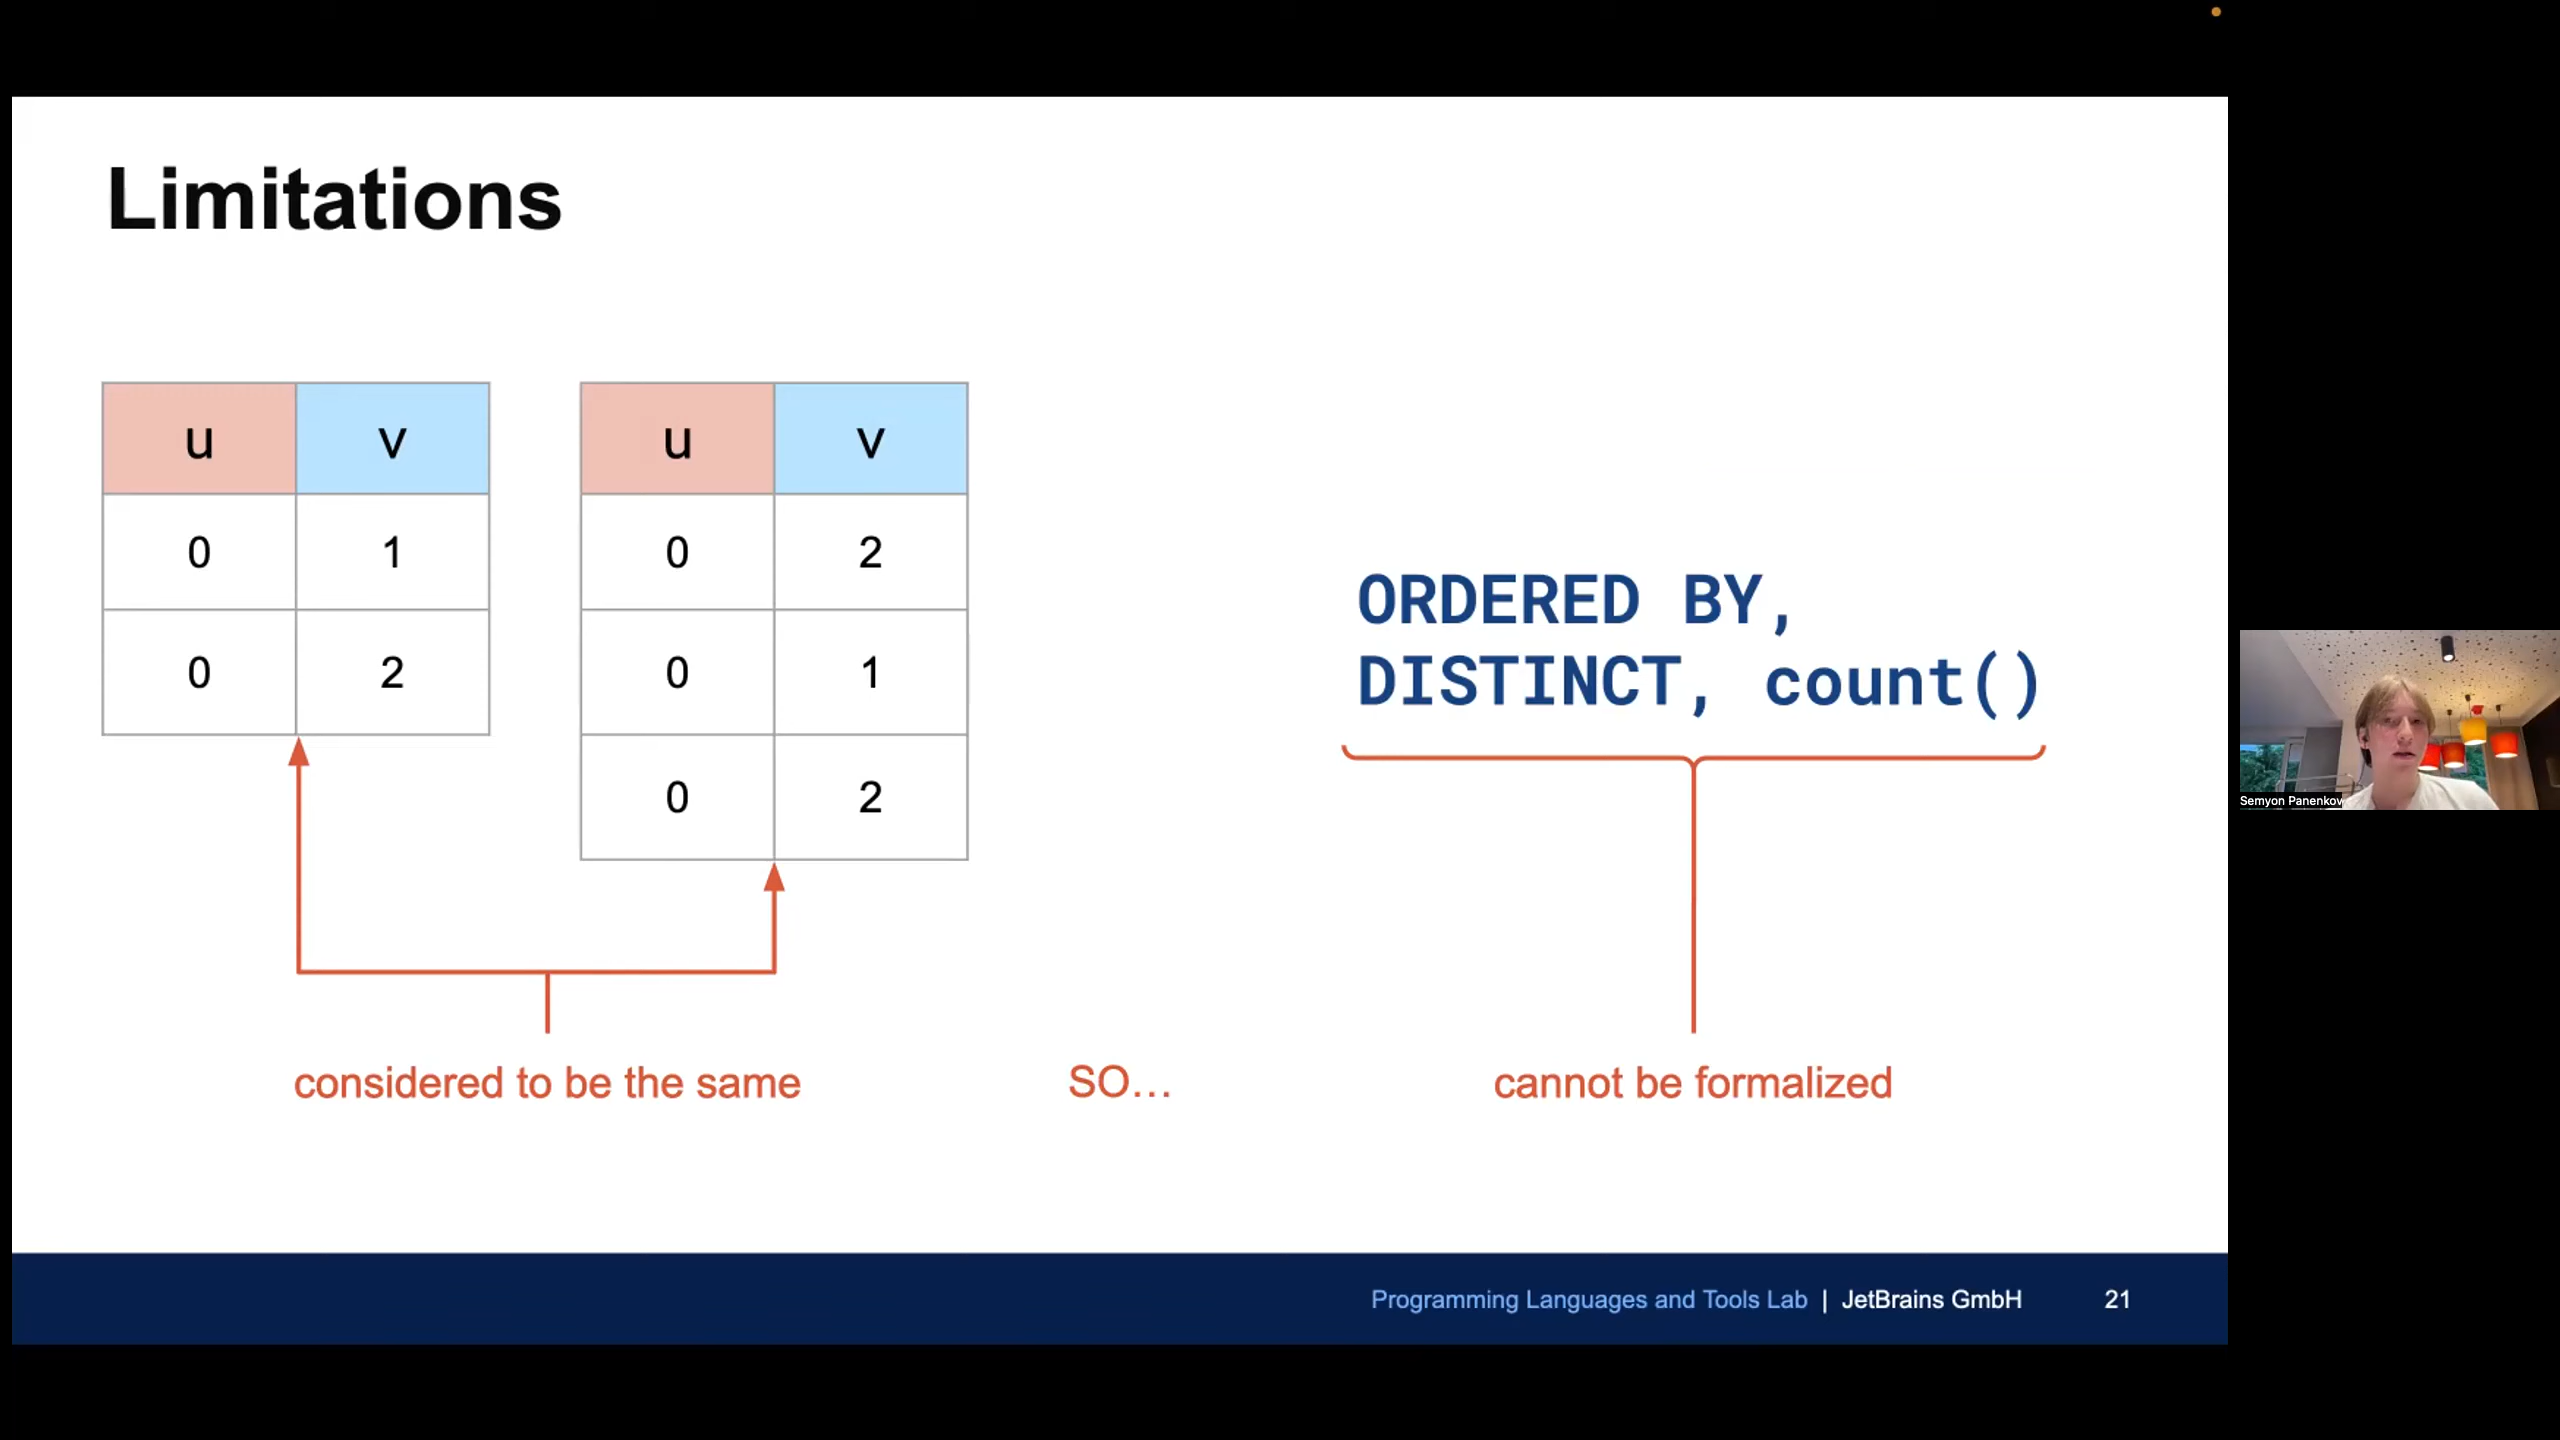 Limitations
u v
0 1
0 2
u v
0 2
0 1
0 2
ORDERED BY,
DISTINCT, count()
considered to be the same
SO...
cannot be formalized
Semyon Panenkov
Programming Languages and Tools Lab | JetBrains GmbH
21